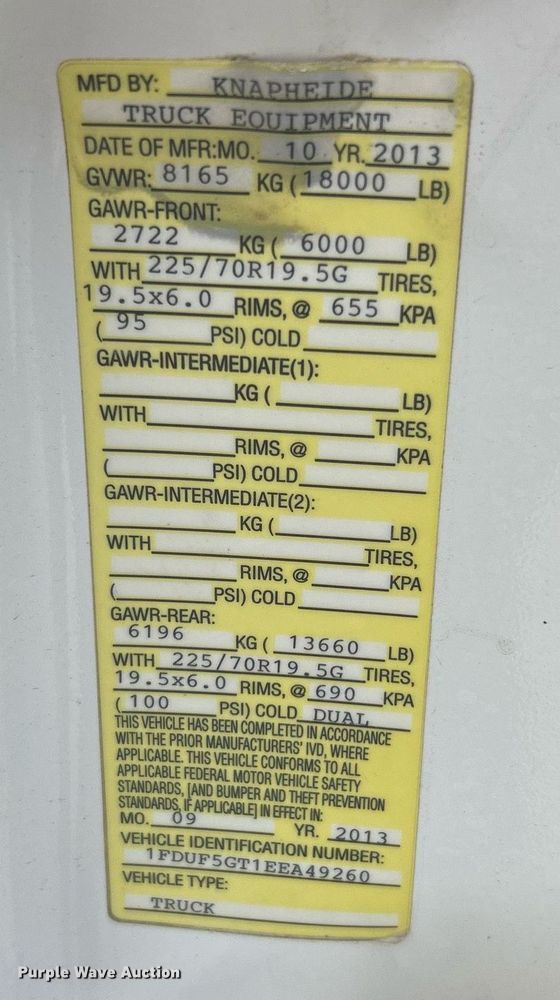 MFD BY: KNAPHEIDE
TRUCK EQUIPMENT
DATE OF MFR:MO. 10 YR. 2013
GVWR: 8165 KG ( 18000 LB)
GAWR-FRONT:
2722 KG ( 6000 LB)
WITH 225/70R19.5G TIRES,
19.5x6.0 RIMS, @ 655 KPA
( 95 PSI) COLD
GAWR-INTERMEDIATE(1):
KG ( LB)
WITH TIRES,
RIMS, @ KPA
( PSI) COLD
GAWR-INTERMEDIATE(2):
KG ( LB)
WITH TIRES,
RIMS, @ KPA
( PSI) COLD
GAWR-REAR:
6196 KG ( 13660 LB)
WITH 225/70R19.5G TIRES,
19.5x6.0 RIMS, @ 690 KPA
( 100 PSI) COLD DUAL
THIS VEHICLE HAS BEEN COMPLETED IN ACCORDANCE
WITH THE PRIOR MANUFACTURERS' IVD, WHERE
APPLICABLE. THIS VEHICLE CONFORMS TO ALL
APPLICABLE FEDERAL MOTOR VEHICLE SAFETY
STANDARDS, [AND BUMPER AND THEFT PREVENTION
STANDARDS, IF APPLICABLE] IN EFFECT IN:
MO. 09 YR. 2013
VEHICLE IDENTIFICATION NUMBER:
1FDUF5GT1EEA49260
VEHICLE TYPE:
TRUCK
Purple Wave Auction